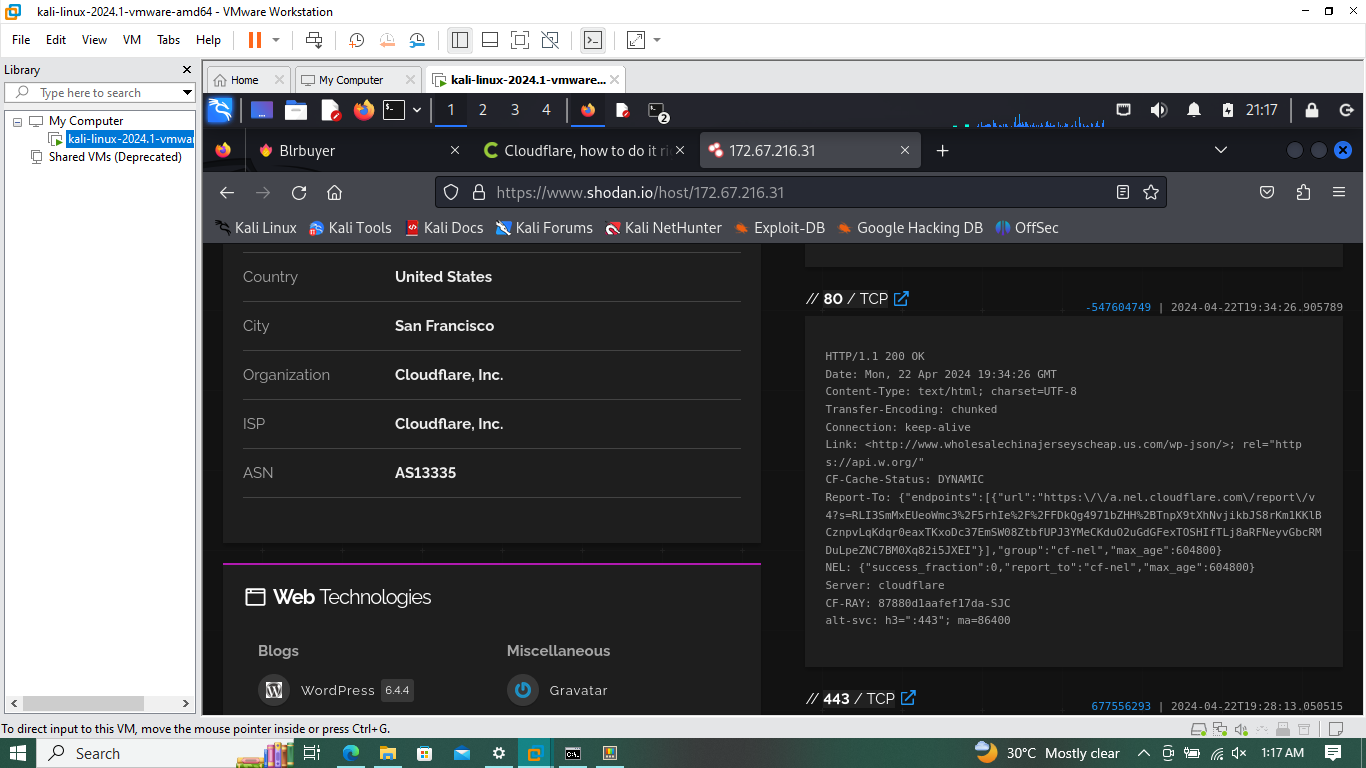 kali-linux-2024.1-vmware-amd64 - VMware Workstation
File Edit View VM Tabs Help
Library
Type here to search
My Computer
kali-linux-2024.1-vmwar
Shared VMs (Deprecated)
Home
My Computer
kali-linux-2024.1-vmware...
1 2 3 4
2
21:17
Blrbuyer
Cloudflare, how to do it ri
172.67.216.31
https://www.shodan.io/host/172.67.216.31
Kali Linux Kali Tools Kali Docs Kali Forums Kali NetHunter Exploit-DB Google Hacking DB OffSec
Country United States
City San Francisco
Organization Cloudflare, Inc.
ISP Cloudflare, Inc.
ASN AS13335
Web Technologies
Blogs
WordPress 6.4.4
Miscellaneous
Gravatar
// 80 / TCP
-547604749 | 2024-04-22T19:34:26.905789
HTTP/1.1 200 OK
Date: Mon, 22 Apr 2024 19:34:26 GMT
Content-Type: text/html; charset=UTF-8
Transfer-Encoding: chunked
Connection: keep-alive
Link: <http://www.wholesalechinajerseyscheap.us.com/wp-json/>; rel="http
s://api.w.org/"
CF-Cache-Status: DYNAMIC
Report-To: {"endpoints":[{"url":"https:\/\/a.nel.cloudflare.com\/report\/v
4?s=RLI3SmMxEUeoWmc3%2F5rhIe%2F%2FFDkQg4971bZHH%2BTnpX9tXhNvjikbJS8rKm1KKlB
CznpvLqKdqr0eaxTKxoDc37EmSW08ZtbfUPJ3YMeCKduO2uGdGFexTOSHIfTLj8aRFNeyvGbcRM
DuLpeZNC7BM0Xq82i5JXEI"}],"group":"cf-nel","max_age":604800}
NEL: {"success_fraction":0,"report_to":"cf-nel","max_age":604800}
Server: cloudflare
CF-RAY: 87880d1aafef17da-SJC
alt-svc: h3=":443"; ma=86400
// 443 / TCP
677556293 | 2024-04-22T19:28:13.050515
To direct input to this VM, move the mouse pointer inside or press Ctrl+G.
Search
30°C Mostly clear
1:17 AM